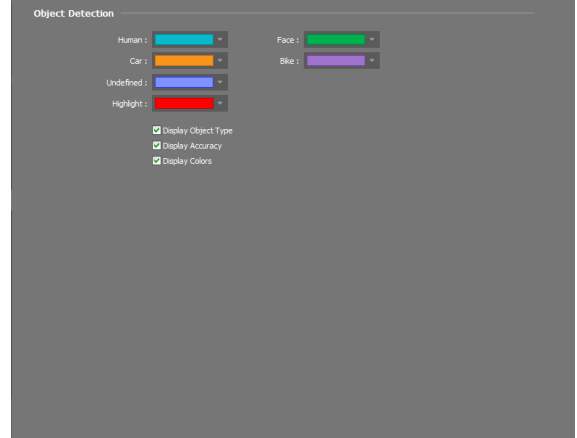 Object Detection
Human : Face :
Car : Bike :
Undefined :
Highlight :
Display Object Type
Display Accuracy
Display Colors